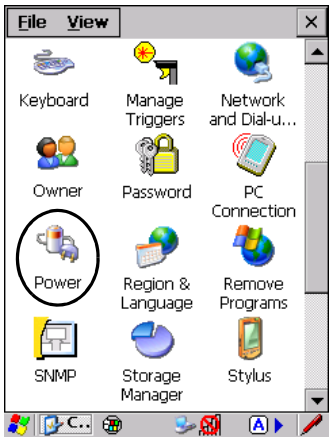 File View
Keyboard
Manage
Triggers
Network
and Dial-u...
Owner
Password
PC
Connection
Power
Region &
Language
Remove
Programs
SNMP
Storage
Manager
Stylus
C..
A